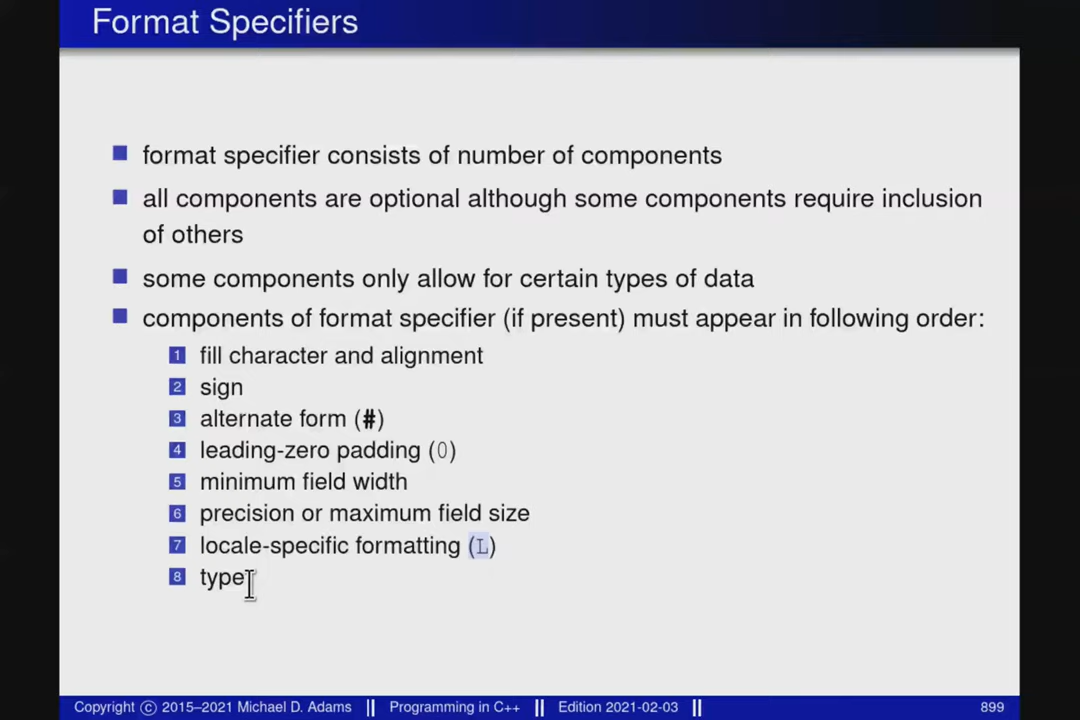 Format Specifiers
format specifier consists of number of components
all components are optional although some components require inclusion
of others
some components only allow for certain types of data
components of format specifier (if present) must appear in following order:
1 fill character and alignment
2 sign
3 alternate form (#)
4 leading-zero padding (0)
5 minimum field width
6 precision or maximum field size
7 locale-specific formatting (L)
8 type
Copyright © 2015–2021 Michael D. Adams || Programming in C++ || Edition 2021-02-03 || 899